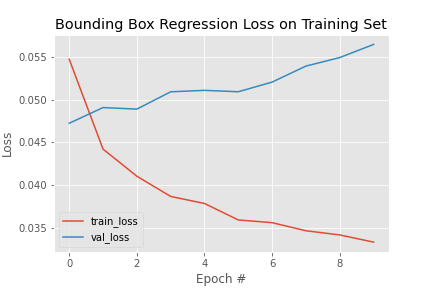 Bounding Box Regression Loss on Training Set
0.055
0.050
0.045
0.040
0.035
Loss
train_loss
val_loss
0 2 4 6 8
Epoch #